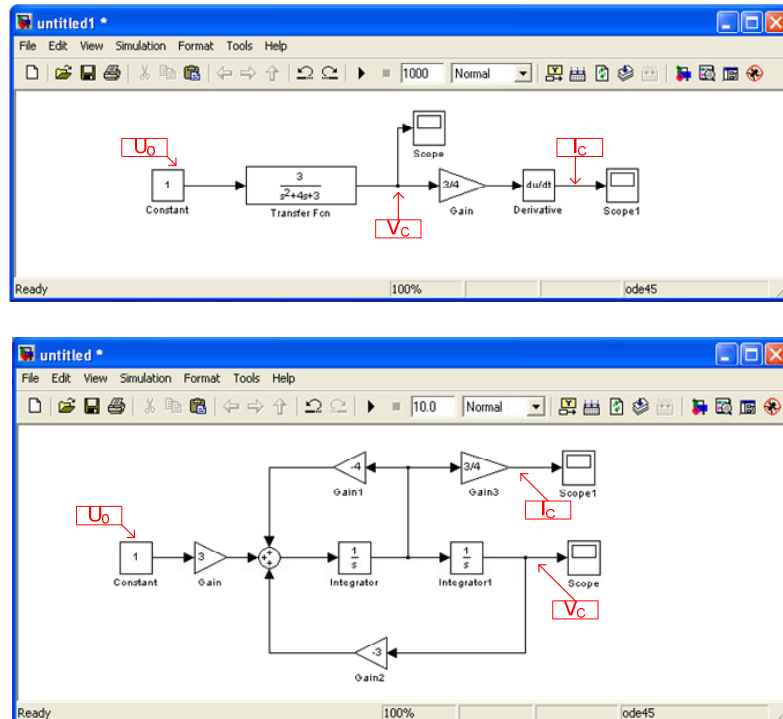 untitled1 *
File Edit View Simulation Format Tools Help
1000 Normal
U0
IC
Scope
1
3
s²+4s+3
3/4
du/dt
Constant
Transfer Fcn
Gain
Derivative
Scope1
VC
Ready 100% ode45
untitled *
File Edit View Simulation Format Tools Help
10.0 Normal
-4
3/4
Gain1
Gain3
Scope1
IC
U0
1
3
1
s
1
s
Constant
Gain
Integrator
Integrator1
Scope
VC
-3
Gain2
Ready 100% ode45